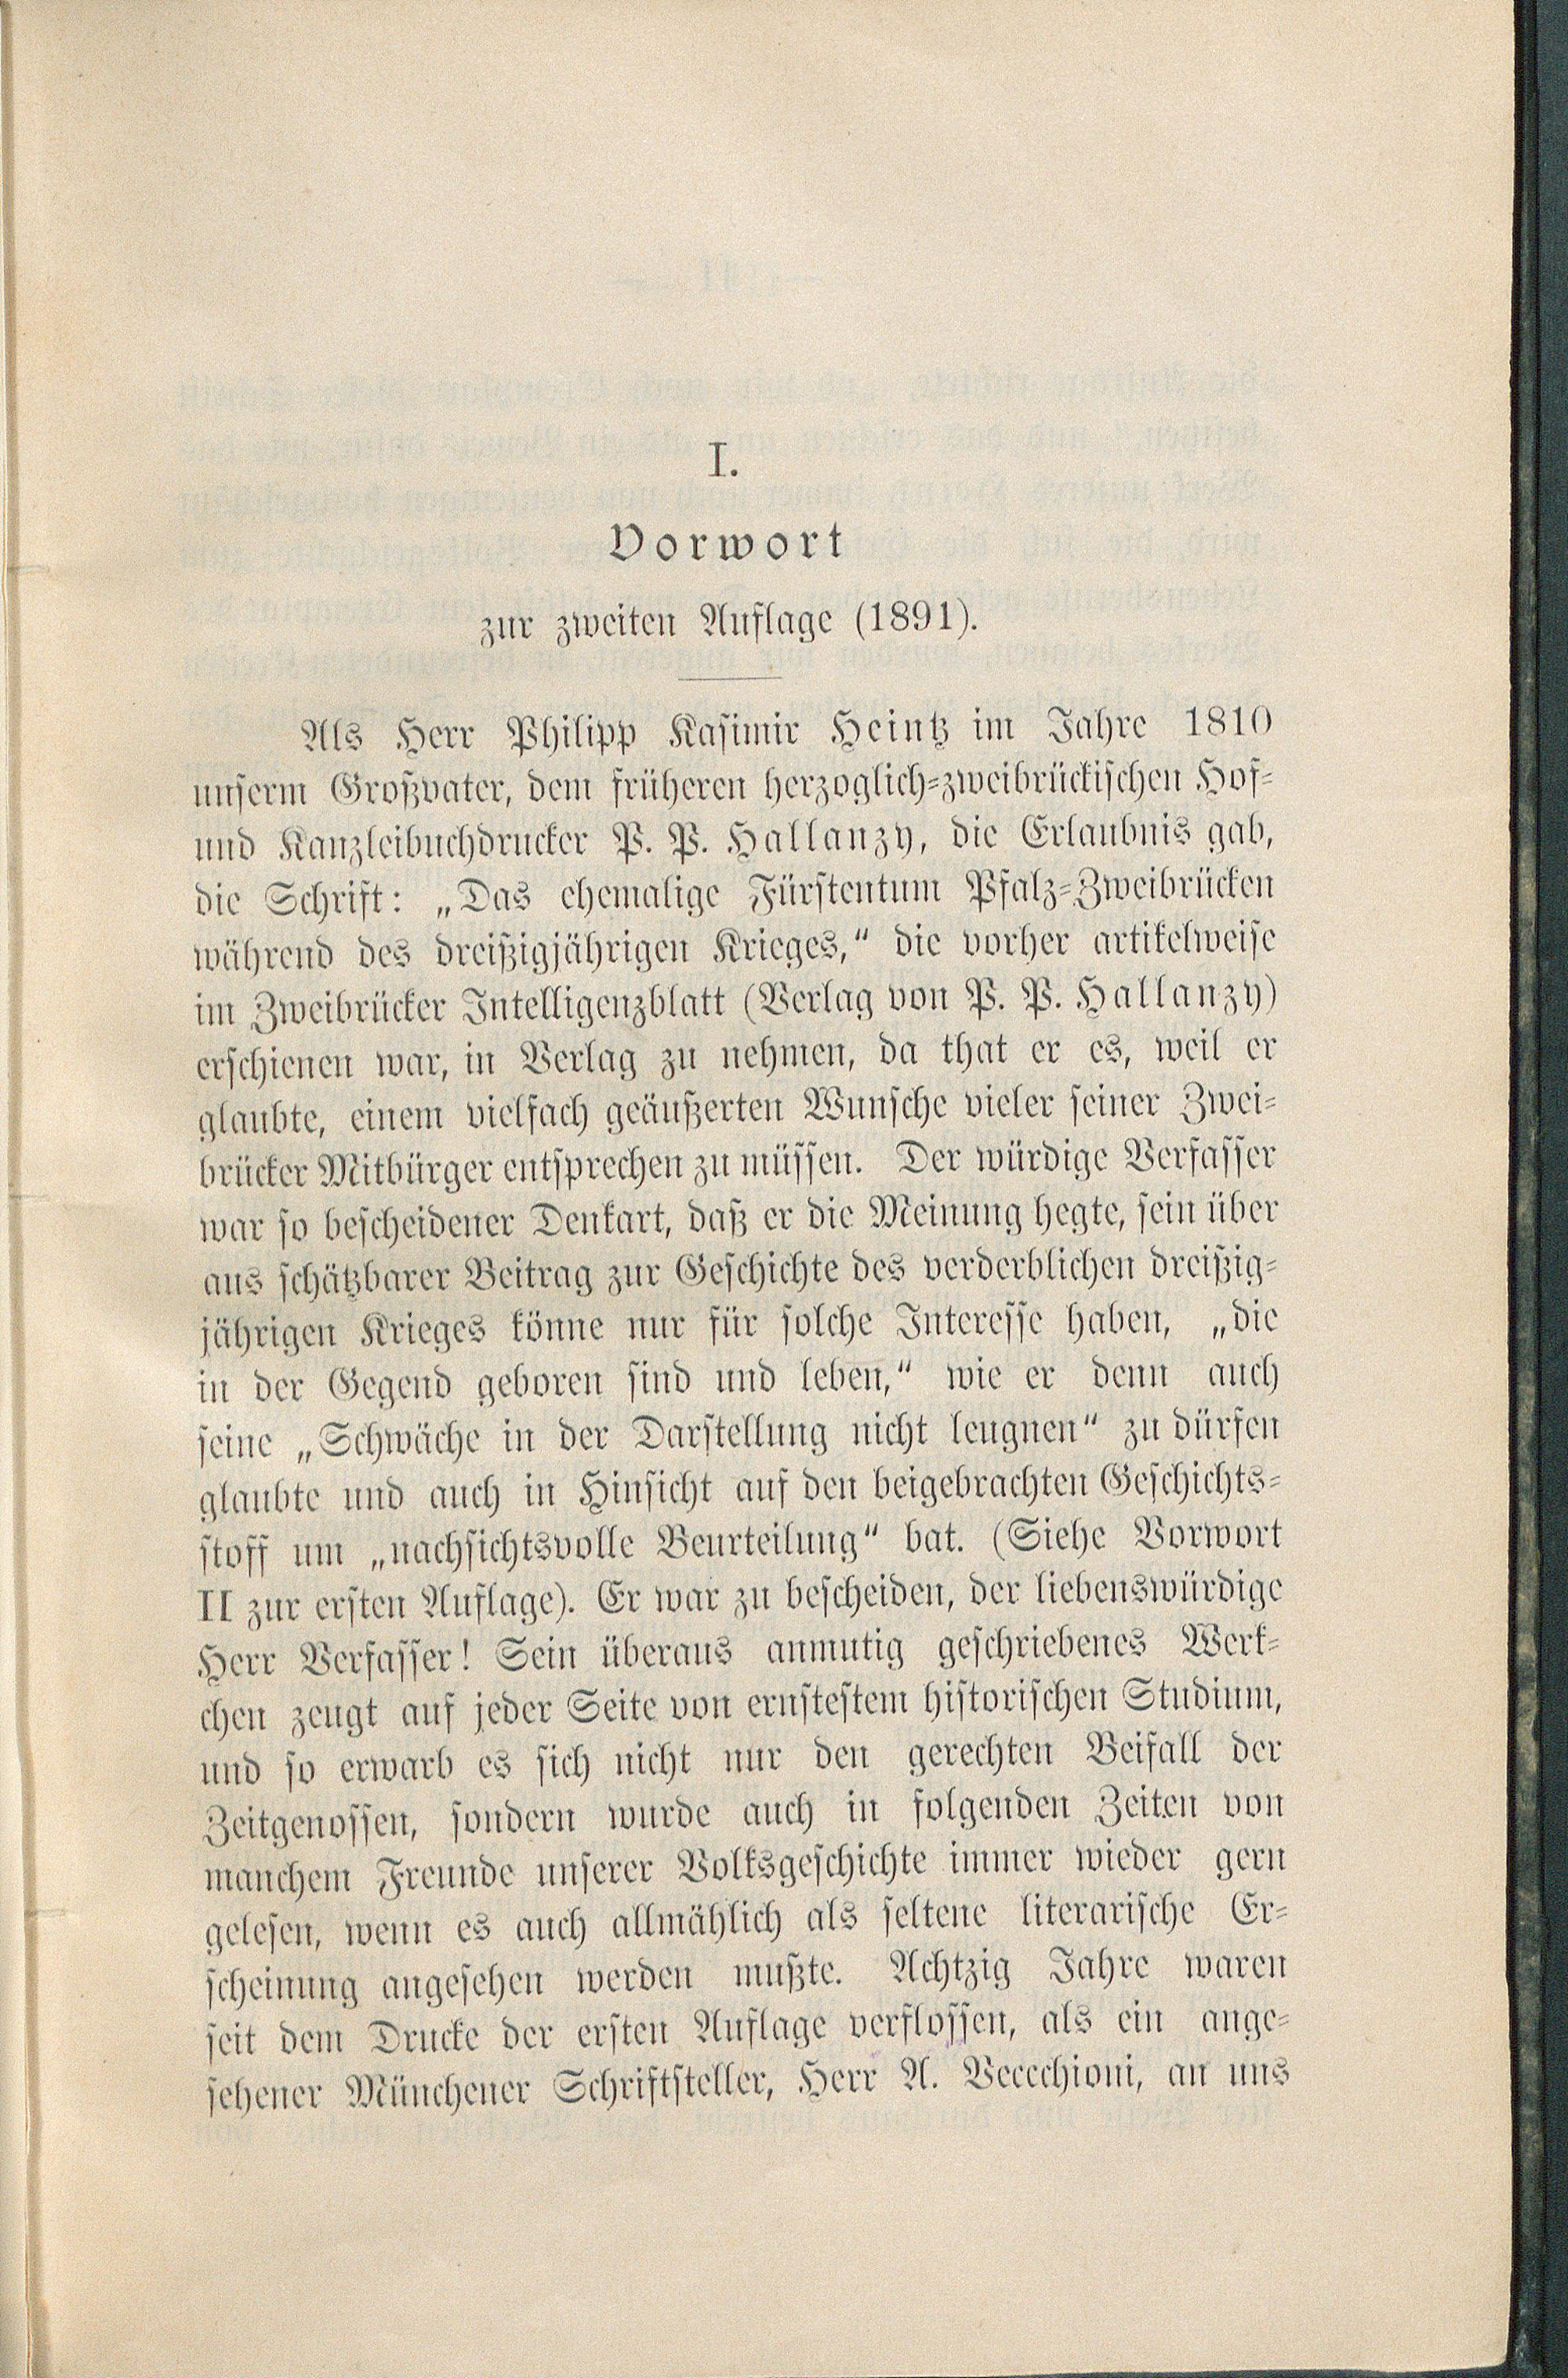 I.
Vorwort
zur zweiten Auflage (1891).
Als Herr Philipp Kasimir Heintz im Jahre 1810
unserm Großvater, dem früheren herzoglich-zweibrückischen Hof-
und Kanzleibuchdrucker P. P. Hallanzy, die Erlaubnis gab,
die Schrift: „Das ehemalige Fürstentum Pfalz-Zweibrücken
während des dreißigjährigen Krieges,“ die vorher artikelweise
im Zweibrücker Intelligenzblatt (Verlag von P. P. Hallanzy)
erschienen war, in Verlag zu nehmen, da that er es, weil er
glaubte, einem vielfach geäußerten Wunsche vieler seiner Zwei-
brücker Mitbürger entsprechen zu müssen. Der würdige Verfasser
war so bescheidener Denkart, daß er die Meinung hegte, sein über
aus schätzbarer Beitrag zur Geschichte des verderblichen dreißig-
jährigen Krieges könne nur für solche Interesse haben, „die
in der Gegend geboren sind und leben,“ wie er denn auch
seine „Schwäche in der Darstellung nicht leugnen“ zu dürfen
glaubte und auch in Hinsicht auf den beigebrachten Geschichts-
stoff um „nachsichtsvolle Beurteilung“ bat. (Siehe Vorwort
II zur ersten Auflage). Er war zu bescheiden, der liebenswürdige
Herr Verfasser! Sein überaus anmutig geschriebenes Werk-
chen zeugt auf jeder Seite von ernstestem historischen Studium,
und so erwarb es sich nicht nur den gerechten Beifall der
Zeitgenossen, sondern wurde auch in folgenden Zeiten von
manchem Freunde unserer Volksgeschichte immer wieder gern
gelesen, wenn es auch allmählich als seltene literarische Er-
scheinung angesehen werden mußte. Achtzig Jahre waren
seit dem Drucke der ersten Auflage verflossen, als ein ange-
sehener Münchener Schriftsteller, Herr A. Vecchioni, an uns